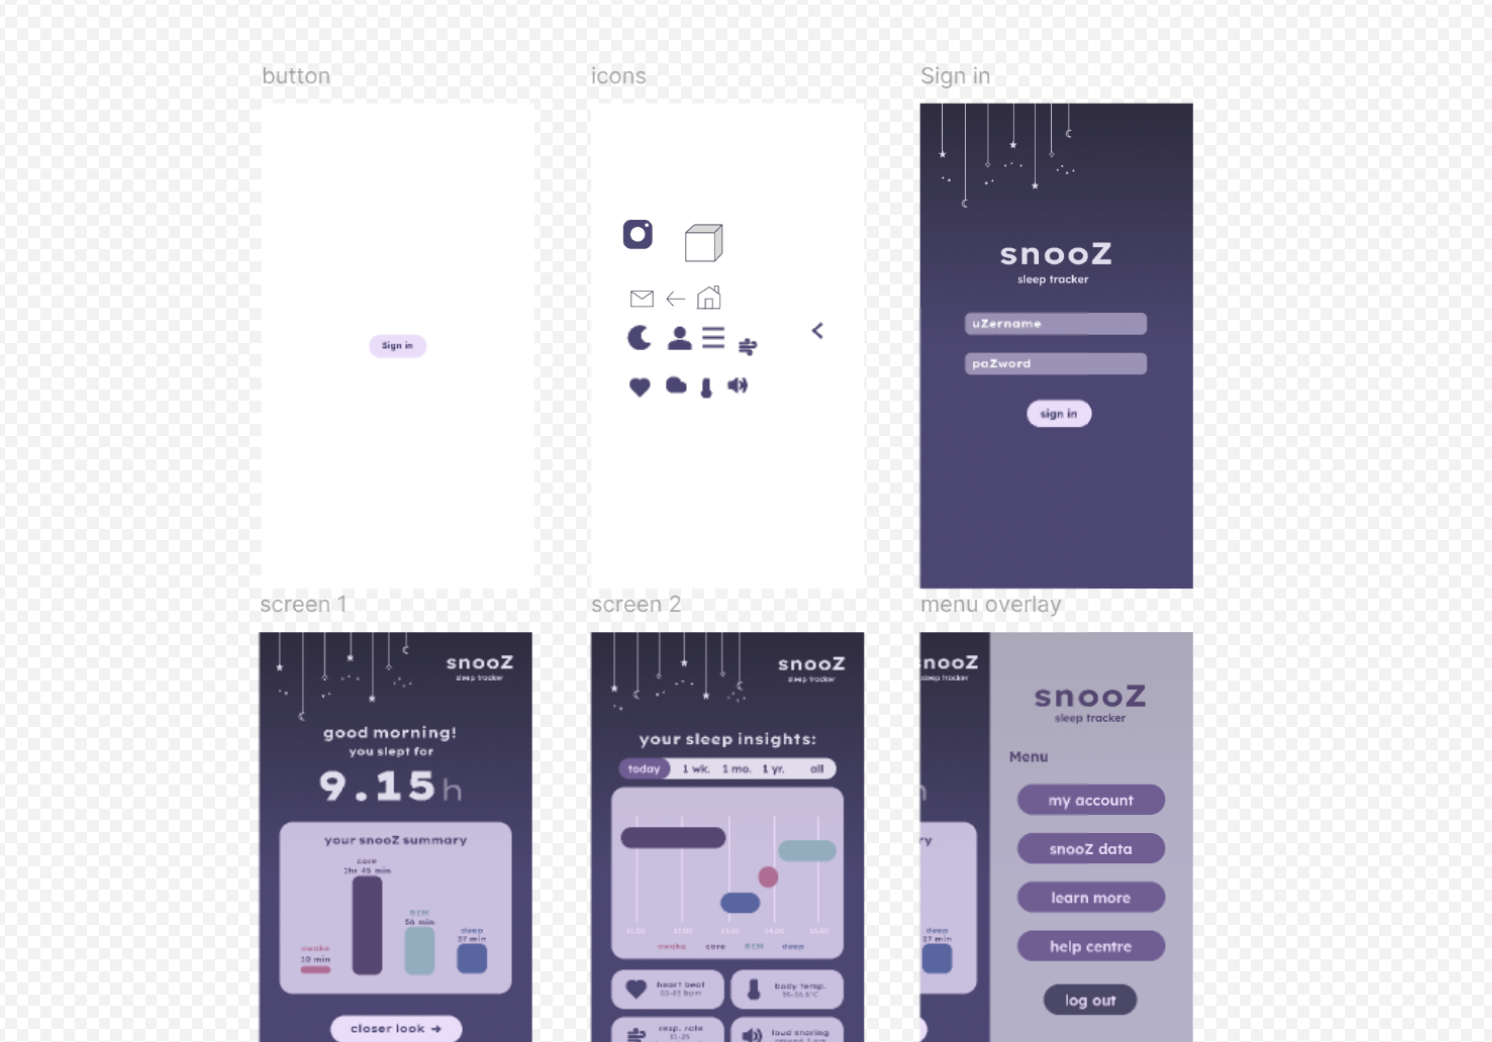 button
icons
Sign in
Sign in
snooZ
sleep tracker
uZername
paZword
sign in
screen 1
screen 2
menu overlay
snooZ
sleep tracker
good morning!
you slept for
9.15h
your snooZ summary
core
1hr 45 min
REM
56 min
awake
10 min
deep
37 min
closer look →
snooZ
sleep tracker
your sleep insights:
today 1 wk. 1 mo. 1 yr. all
awake core REM deep
heart beat
body temp.
resp. rate
11-25
loud snoring
snooZ
sleep tracker
ry
deep
37 min
snooZ
sleep tracker
Menu
my account
snooZ data
learn more
help centre
log out